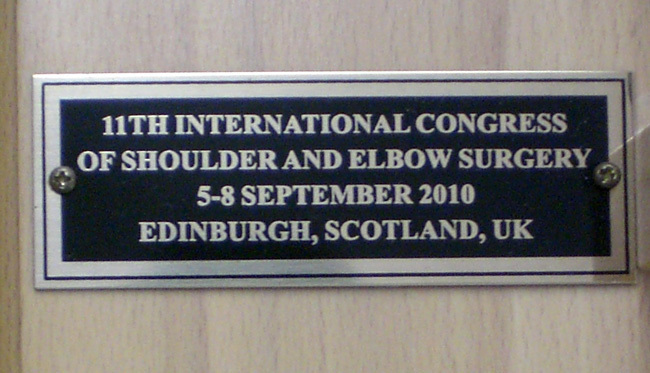 11TH INTERNATIONAL CONGRESS
OF SHOULDER AND ELBOW SURGERY
5-8 SEPTEMBER 2010
EDINBURGH, SCOTLAND, UK